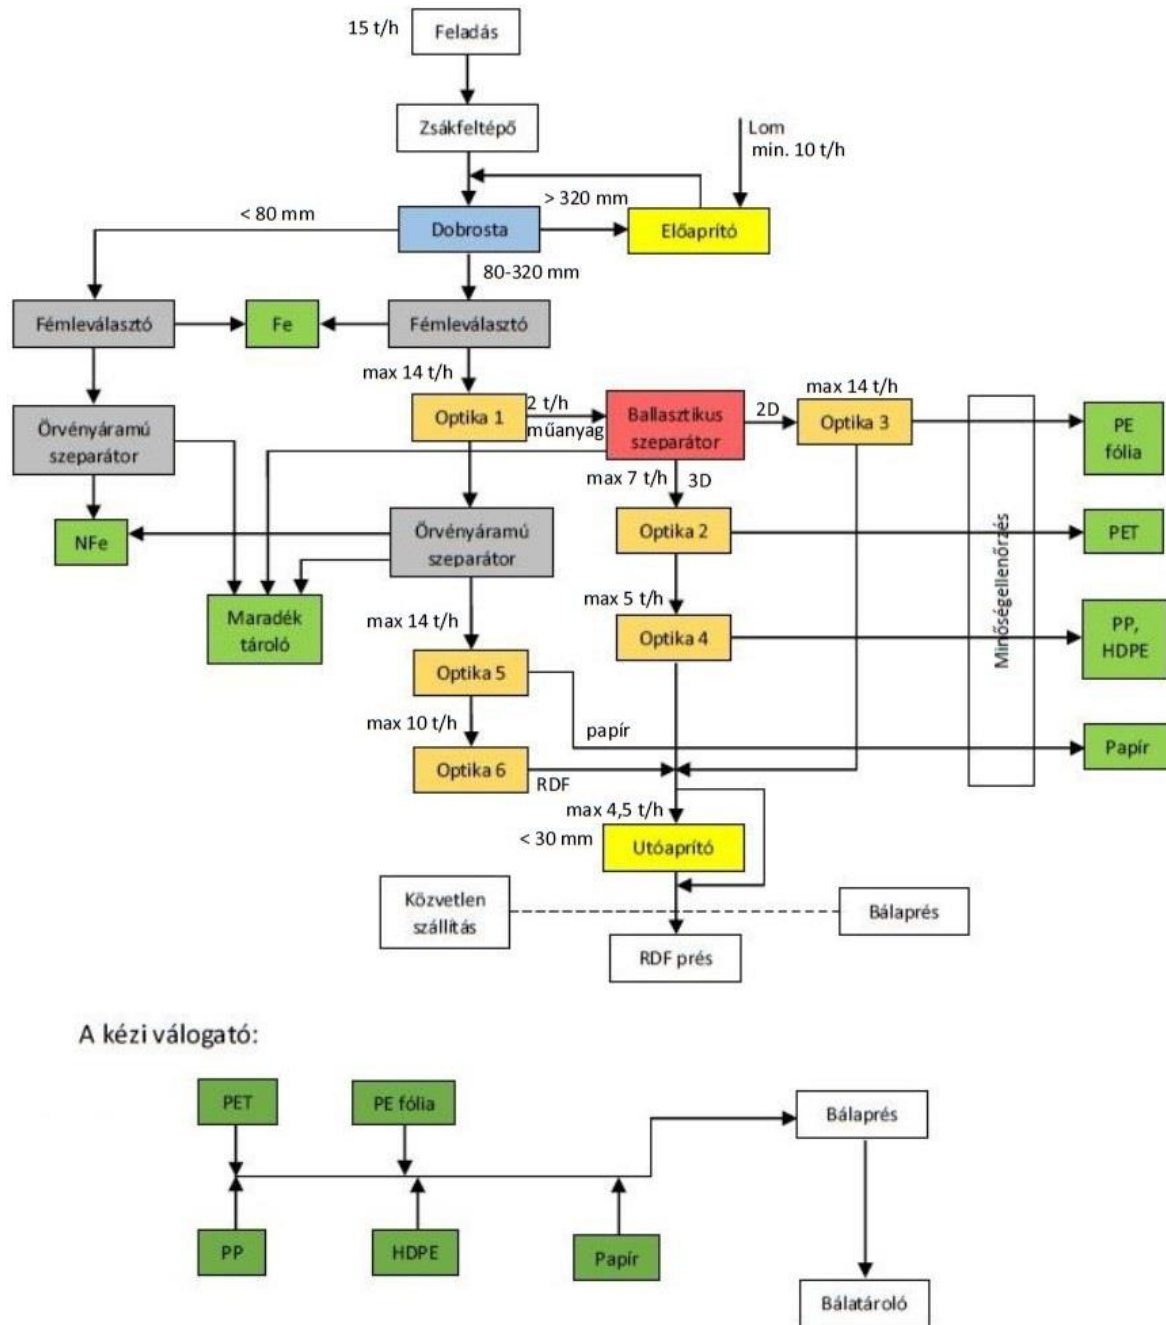 15 t/h
Feladás
Zsákfeltépő
Lom
min. 10 t/h
< 80 mm
> 320 mm
Dobrosta
Előaprító
80-320 mm
Fémleválasztó
Fe
Fémleválasztó
max 14 t/h
max 14 t/h
Optika 1
2 t/h
műanyag
Ballasztikus
szeparátor
2D
Optika 3
PE
fólia
Örvényáramú
szeparátor
max 7 t/h
3D
NFe
Örvényáramú
szeparátor
Optika 2
Minőségellenőrzés
PET
Maradék
tároló
max 14 t/h
max 5 t/h
Optika 4
PP,
HDPE
Optika 5
max 10 t/h
papír
Papír
Optika 6
RDF
max 4,5 t/h
< 30 mm
Utóaprító
Közvetlen
szállítás
Bálaprés
RDF prés
A kézi válogató:
PET
PE fólia
Bálaprés
PP
HDPE
Papír
Bálatároló